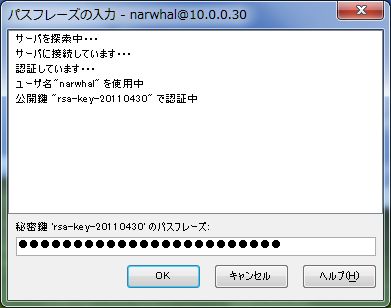 パスフレーズの入力 - narwhal@10.0.0.30
サーバを探索中・・・
サーバに接続しています・・・
認証しています・・・
ユーザ名"narwhal" を使用中
公開鍵 "rsa-key-20110430" で認証中
秘密鍵 'rsa-key-20110430' のパスフレーズ:
●●●●●●●●●●●●●●●●●●●●●●●●
OK キャンセル ヘルプ(H)